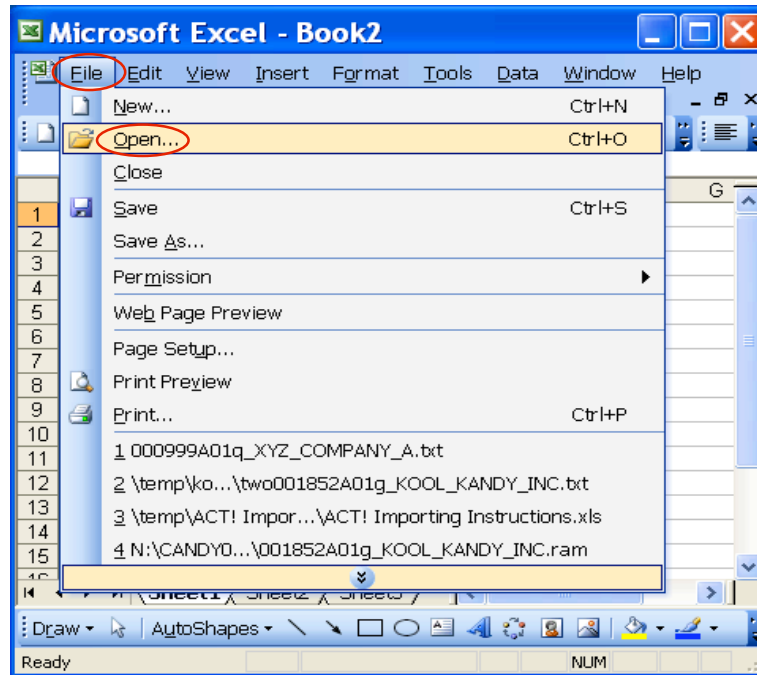 Microsoft Excel - Book2
File Edit View Insert Format Tools Data Window Help
New... Ctrl+N
Open... Ctrl+O
Close
G
Save Ctrl+S
1
Save As...
2
3
Permission
4
Web Page Preview
5
6
Page Setup...
7
Print Preview
8
Print... Ctrl+P
9
10
1 000999A01q_XYZ_COMPANY_A.txt
11
2 \temp\ko...\two001852A01g_KOOL_KANDY_INC.txt
12
3 \temp\ACT! Impor...\ACT! Importing Instructions.xls
13
14
4 N:\CANDY0...\001852A01g_KOOL_KANDY_INC.ram
15
Sheet1 Sheet2 Sheet3
Draw AutoShapes
Ready NUM